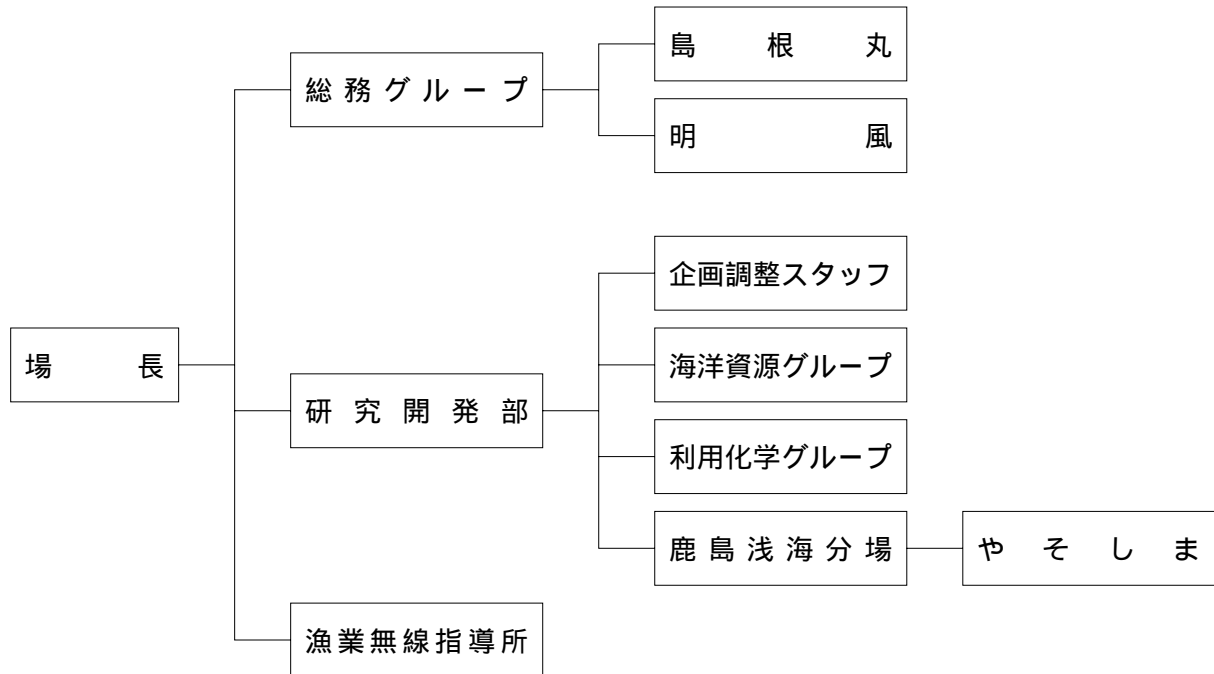 島根丸
総務グループ
明風
企画調整スタッフ
場長
海洋資源グループ
研究開発部
利用化学グループ
鹿島浅海分場
やそしま
漁業無線指導所